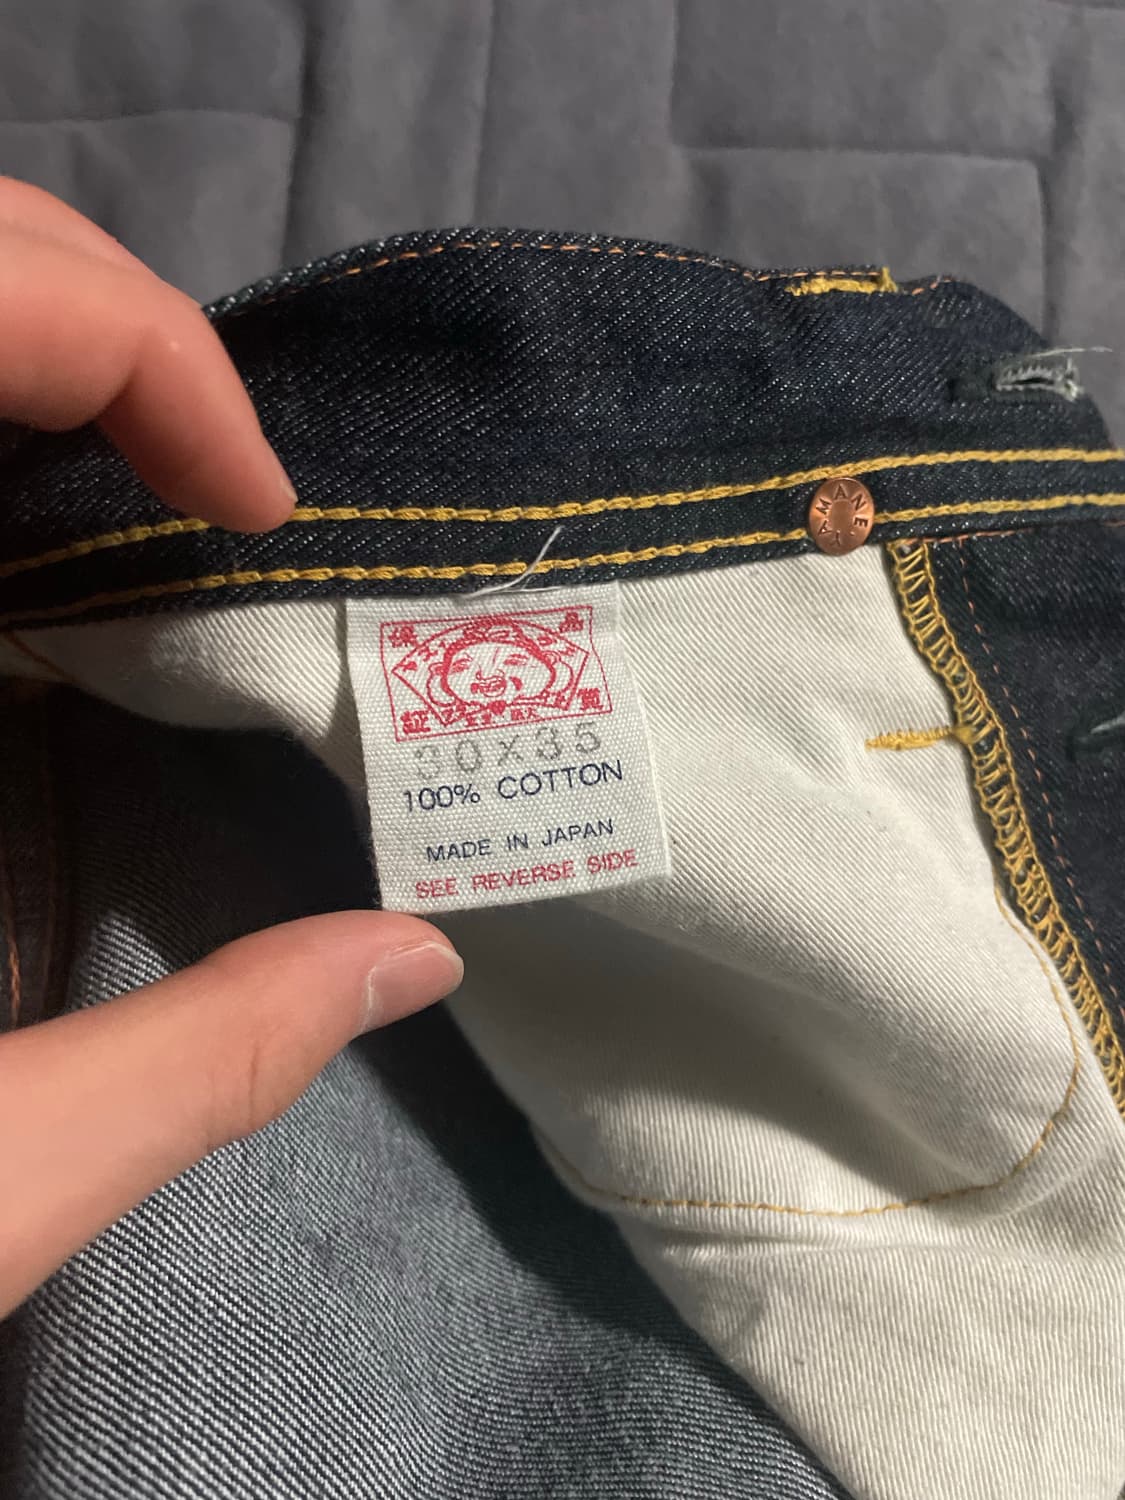 YAMANE
30X35
100% COTTON
MADE IN JAPAN
SEE REVERSE SIDE